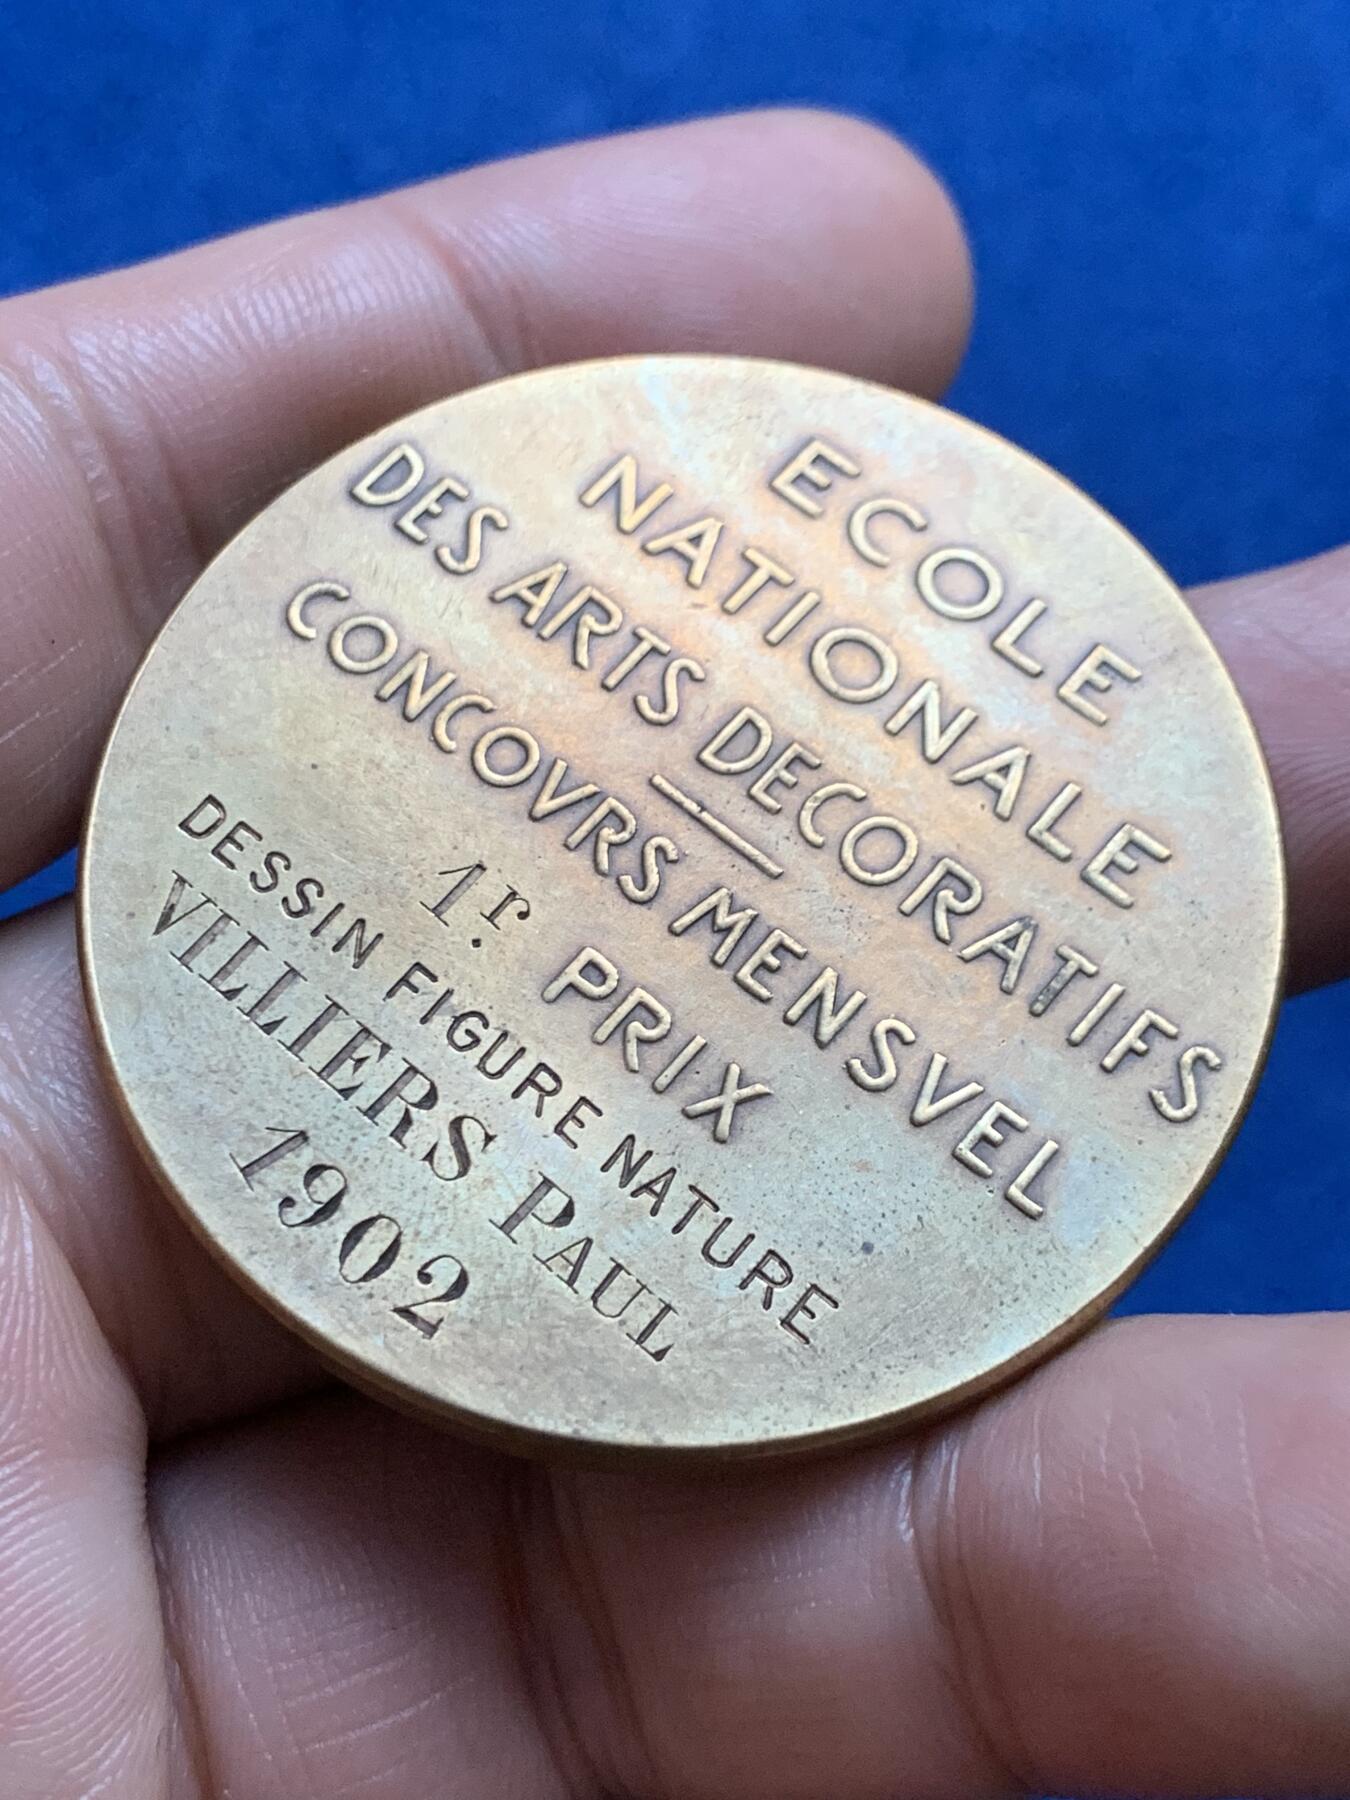 ECOLE
NATIONALE
DES ARTS DECORATIFS
CONCOVRS MENSVEL
1r. PRIX
DESSIN FIGURE NATURE
VILLIERS PAUL
1902